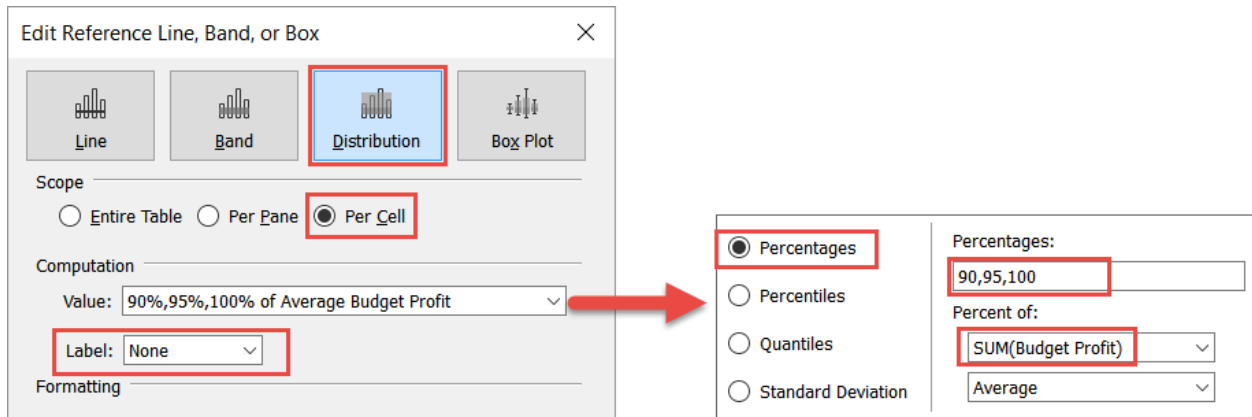 Edit Reference Line, Band, or Box
Line Band Distribution Box Plot
Scope
Entire Table Per Pane Per Cell
Computation
Value: 90%,95%,100% of Average Budget Profit
Label: None
Formatting
Percentages
Percentiles
Quantiles
Standard Deviation
Percentages:
90,95,100
Percent of:
SUM(Budget Profit)
Average